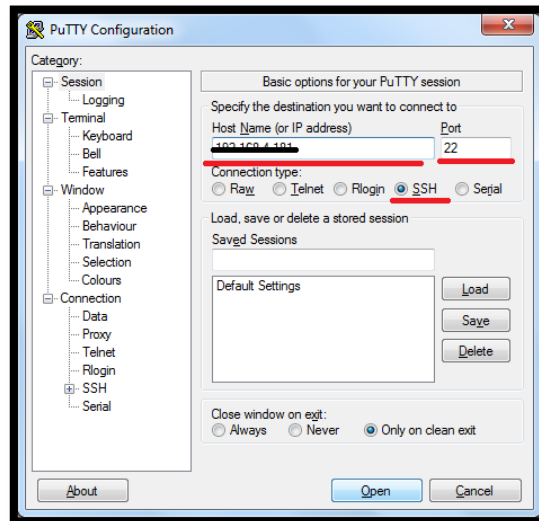 PuTTY Configuration
Category:
Session
Logging
Terminal
Keyboard
Bell
Features
Window
Appearance
Behaviour
Translation
Selection
Colours
Connection
Data
Proxy
Telnet
Rlogin
SSH
Serial
Basic options for your PuTTY session
Specify the destination you want to connect to
Host Name (or IP address) Port
22
Connection type:
Raw Telnet Rlogin SSH Serial
Load, save or delete a stored session
Saved Sessions
Default Settings
Load
Save
Delete
Close window on exit:
Always Never Only on clean exit
About Open Cancel